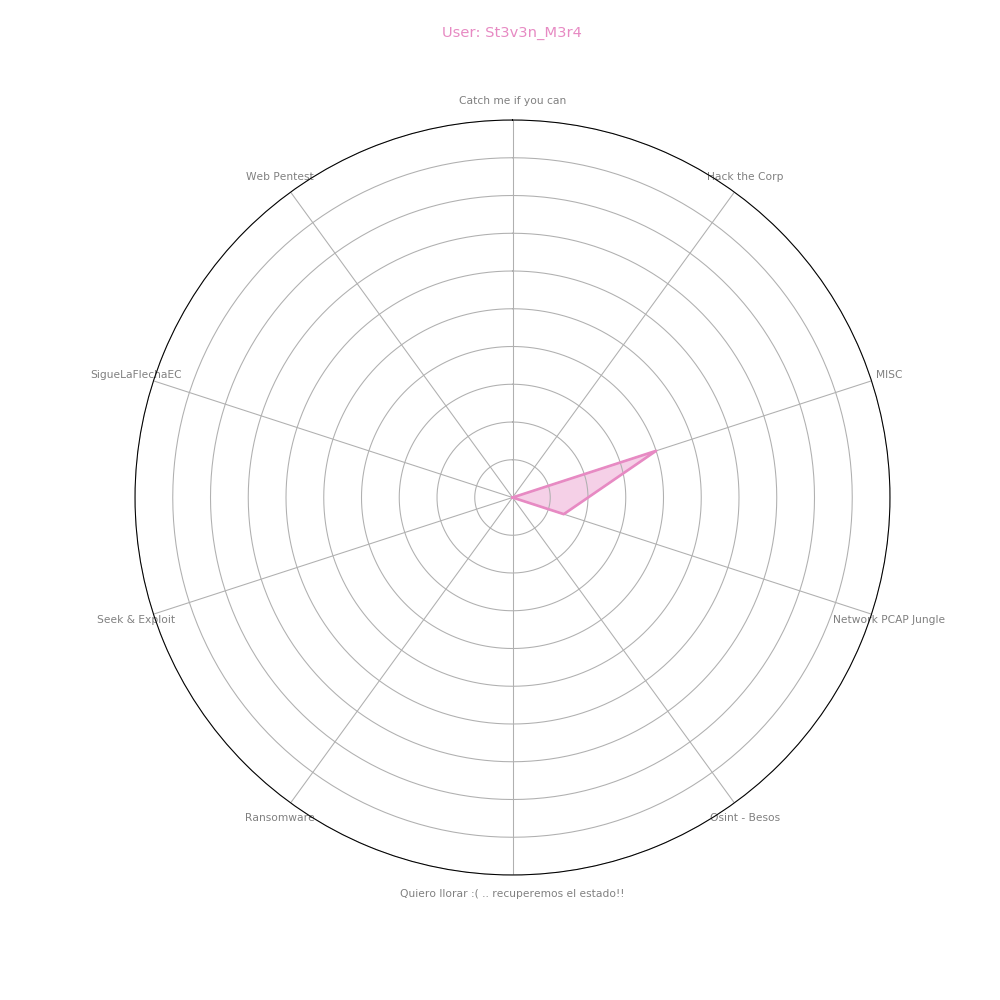 User: St3v3n_M3r4
Catch me if you can
Web Pentest
Hack the Corp
SigueLaFlechaEC
MISC
Seek & Exploit
Network PCAP Jungle
Ransomware
Osint - Besos
Quiero llorar :( .. recuperemos el estado!!